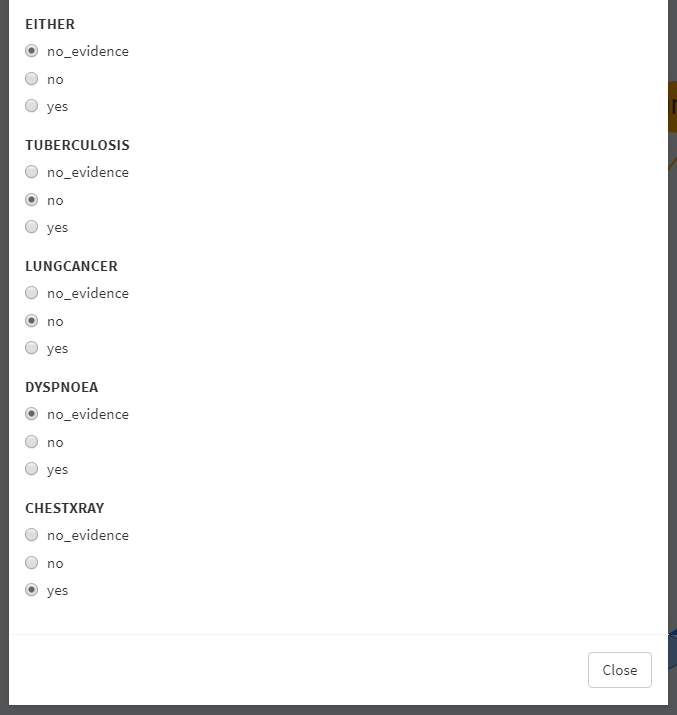 EITHER
no_evidence
no
yes
TUBERCULOSIS
no_evidence
no
yes
LUNGCANCER
no_evidence
no
yes
DYSPNOEA
no_evidence
no
yes
CHESTXRAY
no_evidence
no
yes
Close